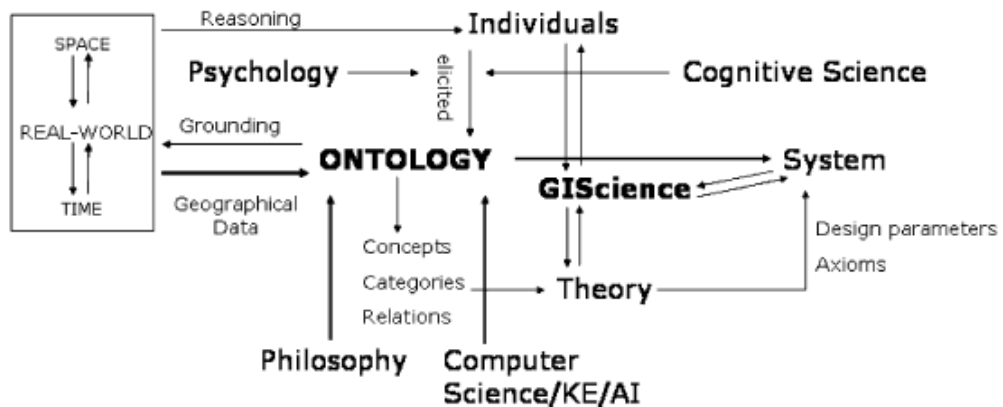 Reasoning
Individuals
SPACE
elicited
Psychology
Cognitive Science
REAL-WORLD
Grounding
ONTOLOGY
System
GIScience
TIME
Geographical
Data
Design parameters
Concepts
Axioms
Categories
Theory
Relations
Philosophy
Computer
Science/KE/AI